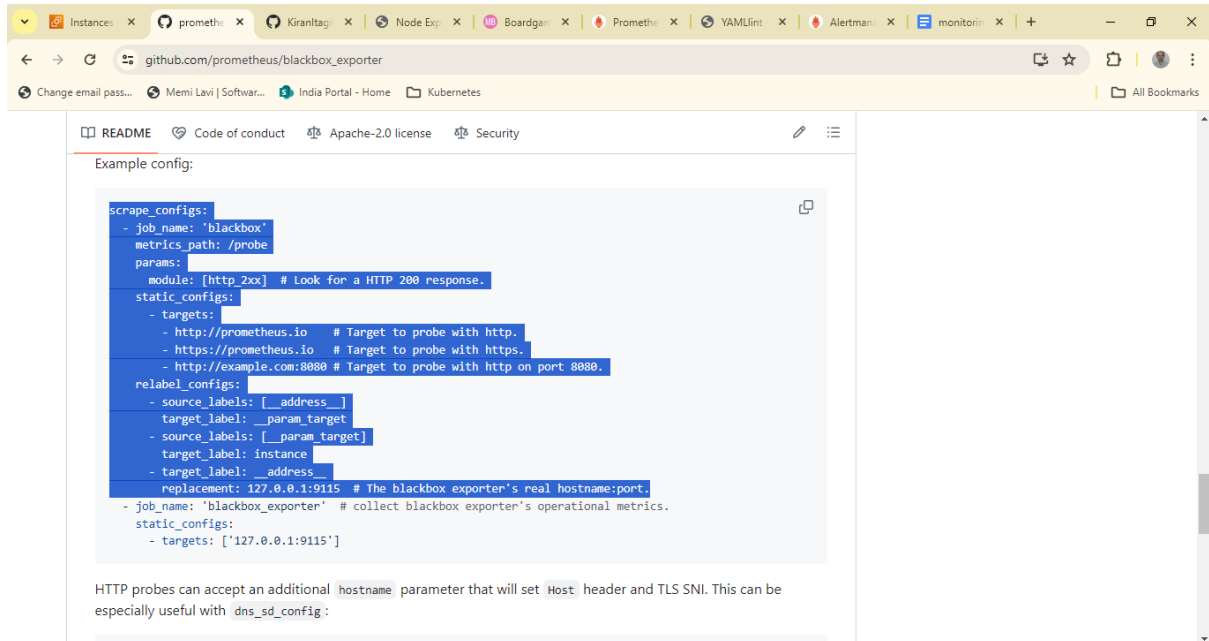 Instances
promethe
KiranItagi
Node Exp
Boardgam
Promethe
YAMLlint
Alertman
monitorin
github.com/prometheus/blackbox_exporter
Change email pass... Memi Lavi | Softwar... India Portal - Home Kubernetes All Bookmarks
README Code of conduct Apache-2.0 license Security
Example config:
scrape_configs:
  - job_name: 'blackbox'
    metrics_path: /probe
    params:
      module: [http_2xx]  # Look for a HTTP 200 response.
    static_configs:
      - targets:
        - http://prometheus.io    # Target to probe with http.
        - https://prometheus.io   # Target to probe with https.
        - http://example.com:8080 # Target to probe with http on port 8080.
    relabel_configs:
      - source_labels: [__address__]
        target_label: __param_target
      - source_labels: [__param_target]
        target_label: instance
      - target_label: __address__
        replacement: 127.0.0.1:9115  # The blackbox exporter's real hostname:port.
  - job_name: 'blackbox_exporter'  # collect blackbox exporter's operational metrics.
    static_configs:
      - targets: ['127.0.0.1:9115']
HTTP probes can accept an additional hostname parameter that will set Host header and TLS SNI. This can be
especially useful with dns_sd_config :